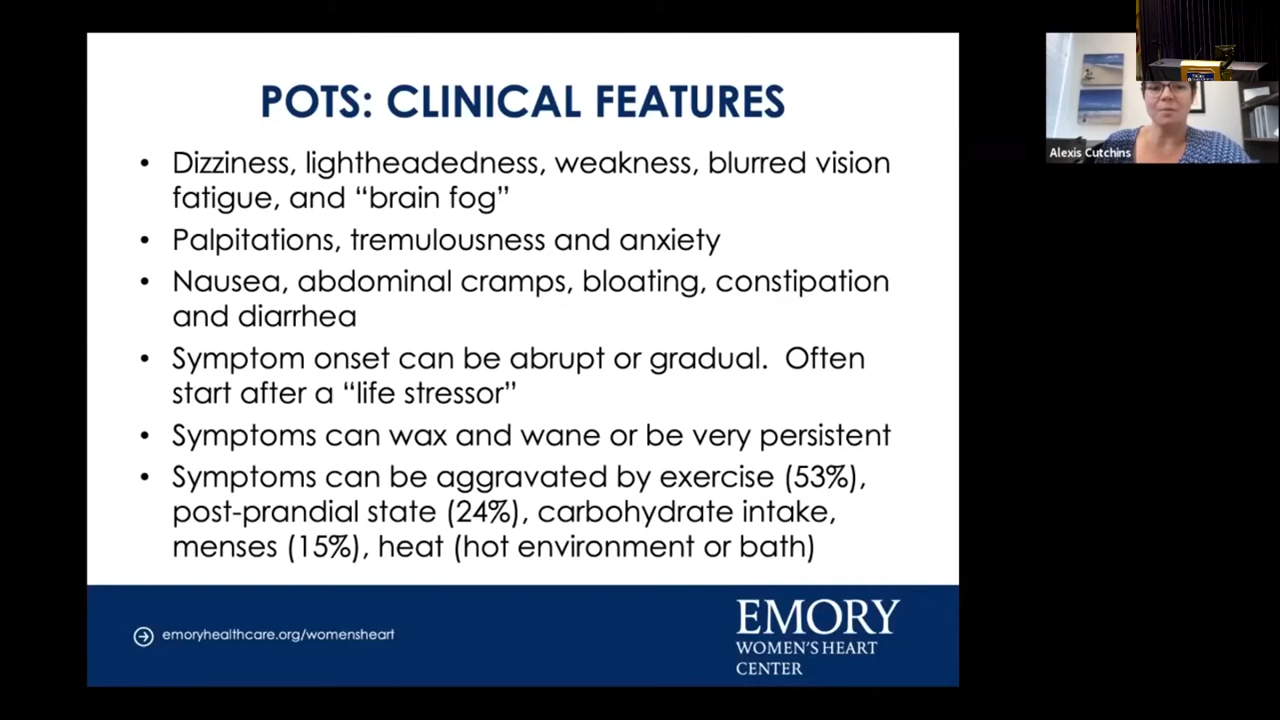 POTS: CLINICAL FEATURES
• Dizziness, lightheadedness, weakness, blurred vision
fatigue, and “brain fog”
• Palpitations, tremulousness and anxiety
• Nausea, abdominal cramps, bloating, constipation
and diarrhea
• Symptom onset can be abrupt or gradual.  Often
start after a “life stressor”
• Symptoms can wax and wane or be very persistent
• Symptoms can be aggravated by exercise (53%),
post-prandial state (24%), carbohydrate intake,
menses (15%), heat (hot environment or bath)
emoryhealthcare.org/womensheart
EMORY
WOMEN'S HEART
CENTER
Alexis Cutchins